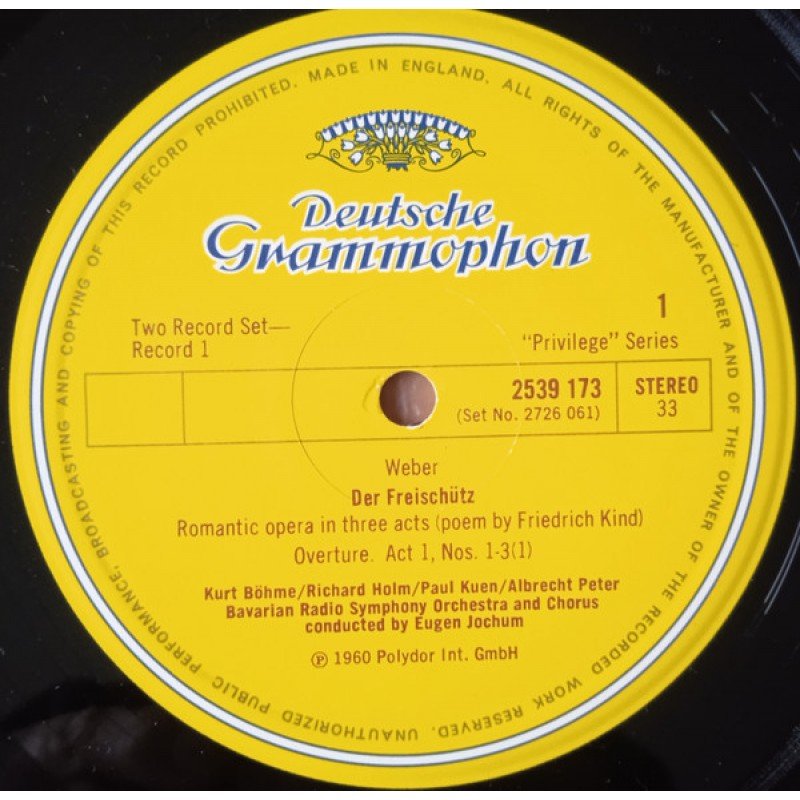 UNAUTHORIZED PUBLIC PERFORMANCE, BROADCASTING AND COPYING OF THIS RECORD PROHIBITED. MADE IN ENGLAND. ALL RIGHTS OF THE MANUFACTURER AND OF THE OWNER OF THE RECORDED WORK RESERVED.
Deutsche
Grammophon
Two Record Set—
Record 1
1
"Privilege" Series
2539 173
(Set No. 2726 061)
STEREO
33
Weber
Der Freischütz
Romantic opera in three acts (poem by Friedrich Kind)
Overture. Act 1, Nos. 1-3(1)
Kurt Böhme/Richard Holm/Paul Kuen/Albrecht Peter
Bavarian Radio Symphony Orchestra and Chorus
conducted by Eugen Jochum
℗ 1960 Polydor Int. GmbH